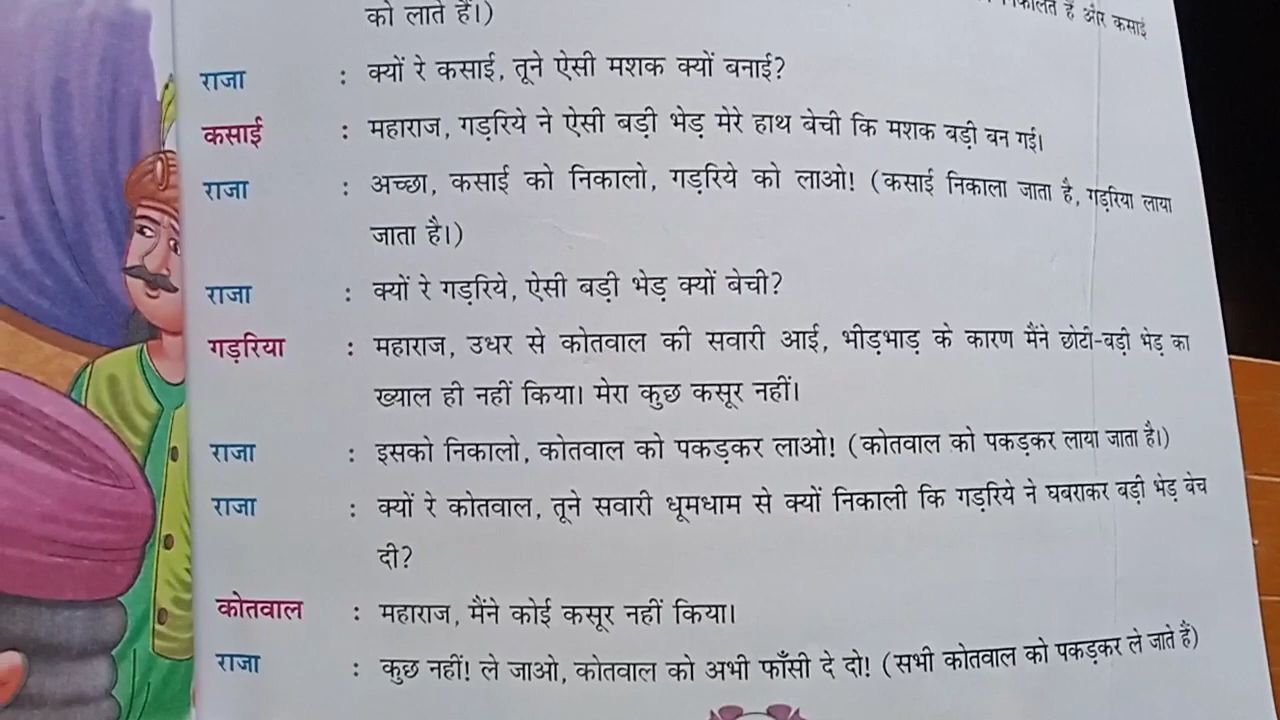 को लाते हैं।) निकालते हैं और कसाई
राजा : क्यों रे कसाई, तूने ऐसी मशक क्यों बनाई?
कसाई : महाराज, गड़रिये ने ऐसी बड़ी भेड़ मेरे हाथ बेची कि मशक बड़ी बन गई।
राजा : अच्छा, कसाई को निकालो, गड़रिये को लाओ! (कसाई निकाला जाता है, गड़रिया लाया
जाता है।)
राजा : क्यों रे गड़रिये, ऐसी बड़ी भेड़ क्यों बेची?
गड़रिया : महाराज, उधर से कोतवाल की सवारी आई, भीड़भाड़ के कारण मैंने छोटी-बड़ी भेड़ का
ख्याल ही नहीं किया। मेरा कुछ कसूर नहीं।
राजा : इसको निकालो, कोतवाल को पकड़कर लाओ! (कोतवाल को पकड़कर लाया जाता है।)
राजा : क्यों रे कोतवाल, तूने सवारी धूमधाम से क्यों निकाली कि गड़रिये ने घबराकर बड़ी भेड़ बेच
दी?
कोतवाल : महाराज, मैंने कोई कसूर नहीं किया।
राजा : कुछ नहीं! ले जाओ, कोतवाल को अभी फाँसी दे दो! (सभी कोतवाल को पकड़कर ले जाते हैं)